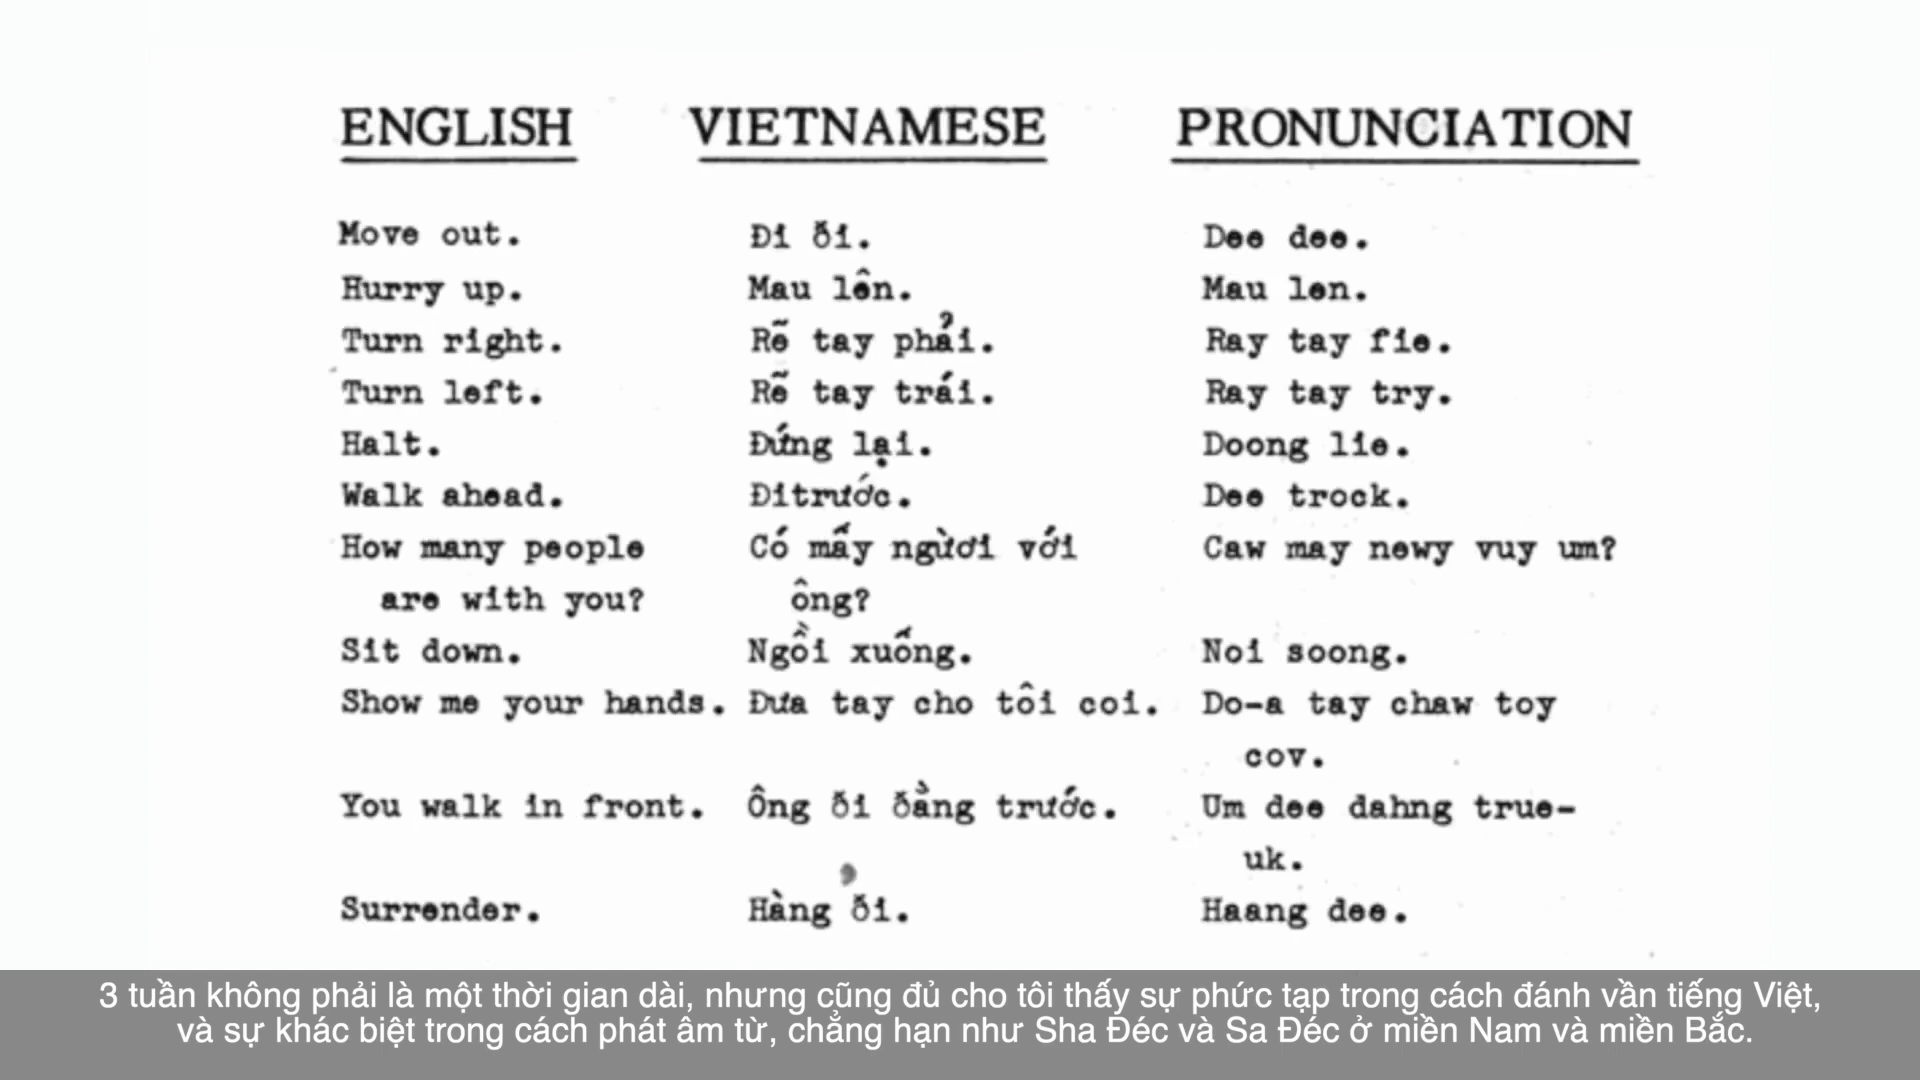 ENGLISH VIETNAMESE PRONUNCIATION
Move out. Đi ði. Dee dee.
Hurry up. Mau lên. Mau len.
Turn right. Rẽ tay phải. Ray tay fie.
Turn left. Rẽ tay trái. Ray tay try.
Halt. Đứng lại. Doong lie.
Walk ahead. Đitrước. Dee trock.
How many people Có mấy ngừơi với Caw may newy vuy um?
are with you? ông?
Sit down. Ngồi xuống. Noi soong.
Show me your hands. Đưa tay cho tôi coi. Do-a tay chaw toy
cov.
You walk in front. Ông ði ðằng trước. Um dee dahng true-
uk.
Surrender. Hàng ði. Haang dee.
3 tuần không phải là một thời gian dài, nhưng cũng đủ cho tôi thấy sự phức tạp trong cách đánh vần tiếng Việt,
và sự khác biệt trong cách phát âm từ, chẳng hạn như Sha Đéc và Sa Đéc ở miền Nam và miền Bắc.